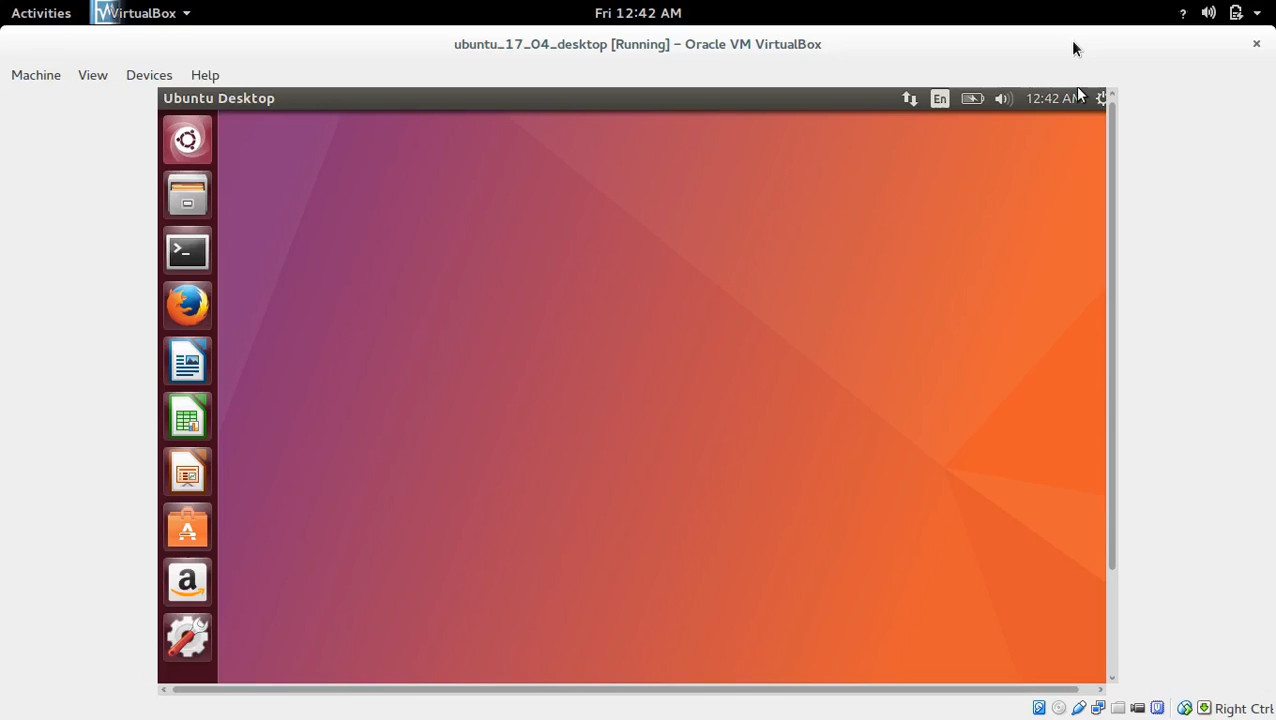 Activities VirtualBox Fri 12:42 AM ?
ubuntu_17_04_desktop [Running] – Oracle VM VirtualBox
Machine View Devices Help
Ubuntu Desktop En 12:42 AM
>_
A
a
Right Ctrl